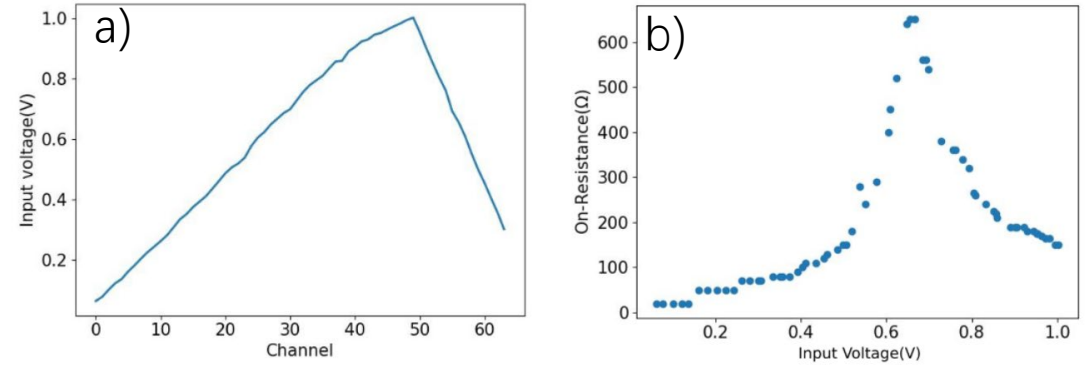 a)
1.0
0.8
0.6
0.4
0.2
Input voltage(V)
0 10 20 30 40 50 60
Channel
b)
600
500
400
300
200
100
0
On-Resistance(Ω)
0.2 0.4 0.6 0.8 1.0
Input Voltage(V)